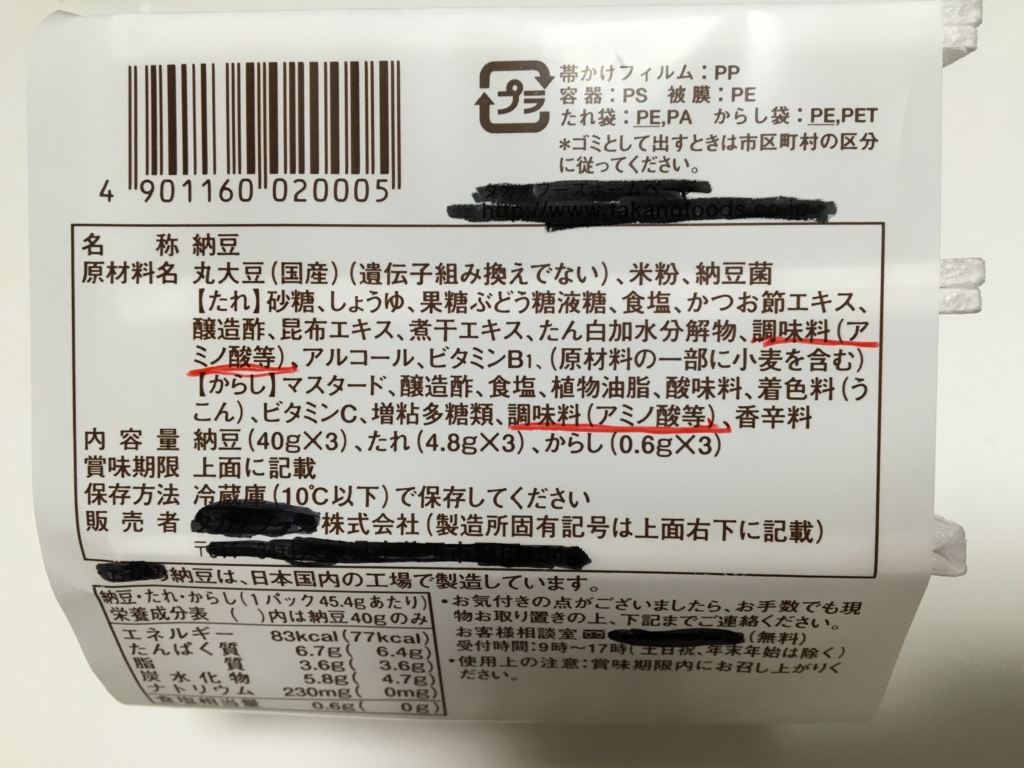 プラ
帯かけフィルム：PP
容器：PS 被膜：PE
たれ袋：PE,PA からし袋：PE,PET
*ゴミとして出すときは市区町村の区分
に従ってください。
4 901160 020005
http://www.takanofoods.co.jp
名 称 納豆
原材料名 丸大豆(国産)(遺伝子組み換えでない)、米粉、納豆菌
【たれ】砂糖、しょうゆ、果糖ぶどう糖液糖、食塩、かつお節エキス、
醸造酢、昆布エキス、煮干エキス、たん白加水分解物、調味料(ア
ミノ酸等)、アルコール、ビタミンB1、(原材料の一部に小麦を含む)
【からし】マスタード、醸造酢、食塩、植物油脂、酸味料、着色料(う
こん)、ビタミンC、増粘多糖類、調味料(アミノ酸等)、香辛料
内容量 納豆(40g×3)、たれ(4.8g×3)、からし(0.6g×3)
賞味期限 上面に記載
保存方法 冷蔵庫(10℃以下)で保存してください
販売者 株式会社(製造所固有記号は上面右下に記載)
納豆は、日本国内の工場で製造しています。
納豆・たれ・からし(1パック45.4gあたり)
栄養成分表 ( )内は納豆40gのみ
エネルギー 83kcal(77kcal)
たんぱく質 6.7g( 6.4g)
脂質 3.6g( 3.6g)
炭水化物 5.8g( 4.7g)
ナトリウム 230mg( 0mg)
食塩相当量 0.6g( 0g)
・お気付きの点がございましたら、お手数でも現
物お取り置きの上、下記までご連絡ください。
お客様相談室 (無料)
受付時間：9時～17時(土日祝、年末年始は除く)
・使用上の注意：賞味期限内にお召し上がりく
ださい。